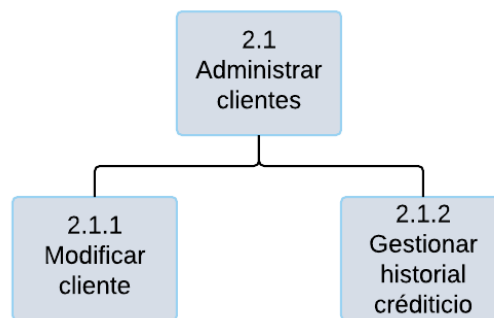 2.1
Administrar
clientes
2.1.1
Modificar
cliente
2.1.2
Gestionar
historial
créditicio